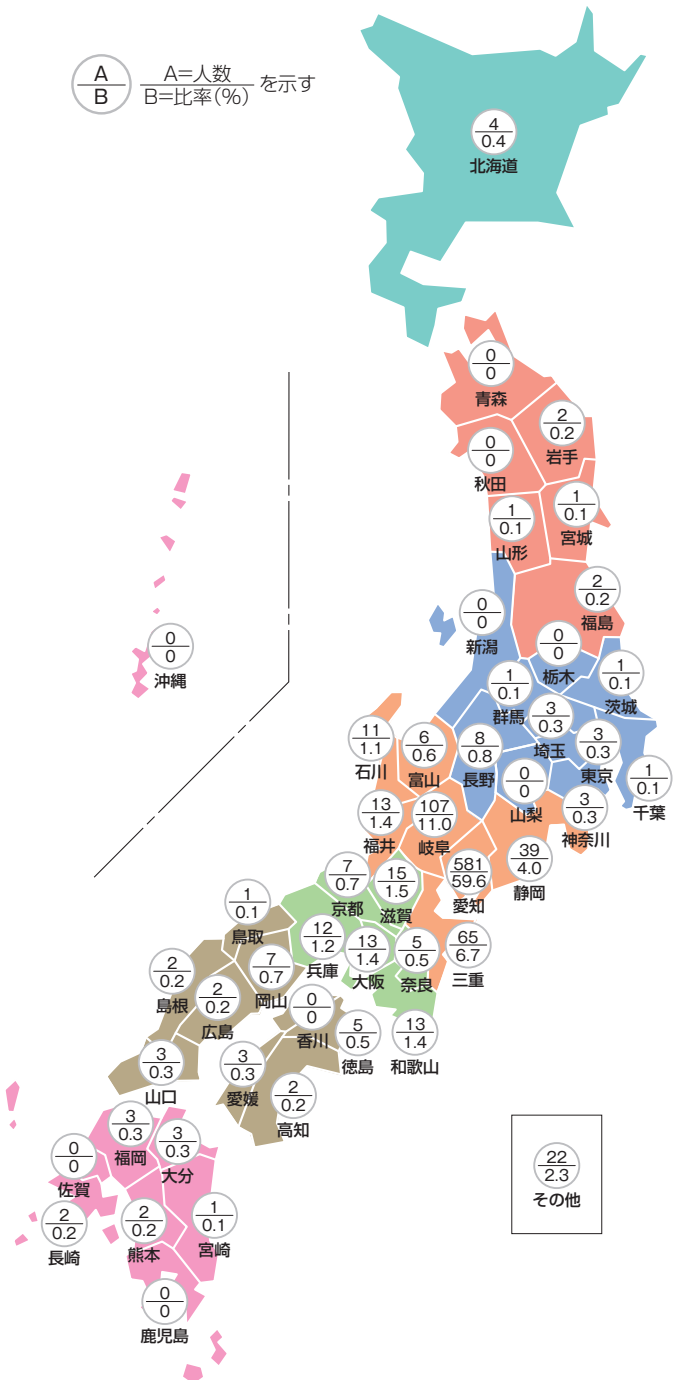 A
B
A=人数
B=比率(%)
を示す
4
0.4
北海道
0
0
青森
2
0.2
岩手
0
0
秋田
1
0.1
宮城
1
0.1
山形
2
0.2
福島
0
0
新潟
0
0
栃木
0
0
沖縄
1
0.1
茨城
1
0.1
群馬
3
0.3
埼玉
3
0.3
東京
11
1.1
石川
6
0.6
富山
8
0.8
長野
0
0
山梨
1
0.1
千葉
3
0.3
神奈川
13
1.4
福井
107
11.0
岐阜
39
4.0
静岡
581
59.6
愛知
7
0.7
京都
15
1.5
滋賀
1
0.1
鳥取
12
1.2
兵庫
13
1.4
大阪
5
0.5
奈良
65
6.7
三重
2
0.2
島根
7
0.7
岡山
2
0.2
広島
0
0
香川
5
0.5
徳島
13
1.4
和歌山
3
0.3
山口
3
0.3
愛媛
2
0.2
高知
3
0.3
福岡
3
0.3
大分
0
0
佐賀
22
2.3
その他
2
0.2
長崎
2
0.2
熊本
1
0.1
宮崎
0
0
鹿児島